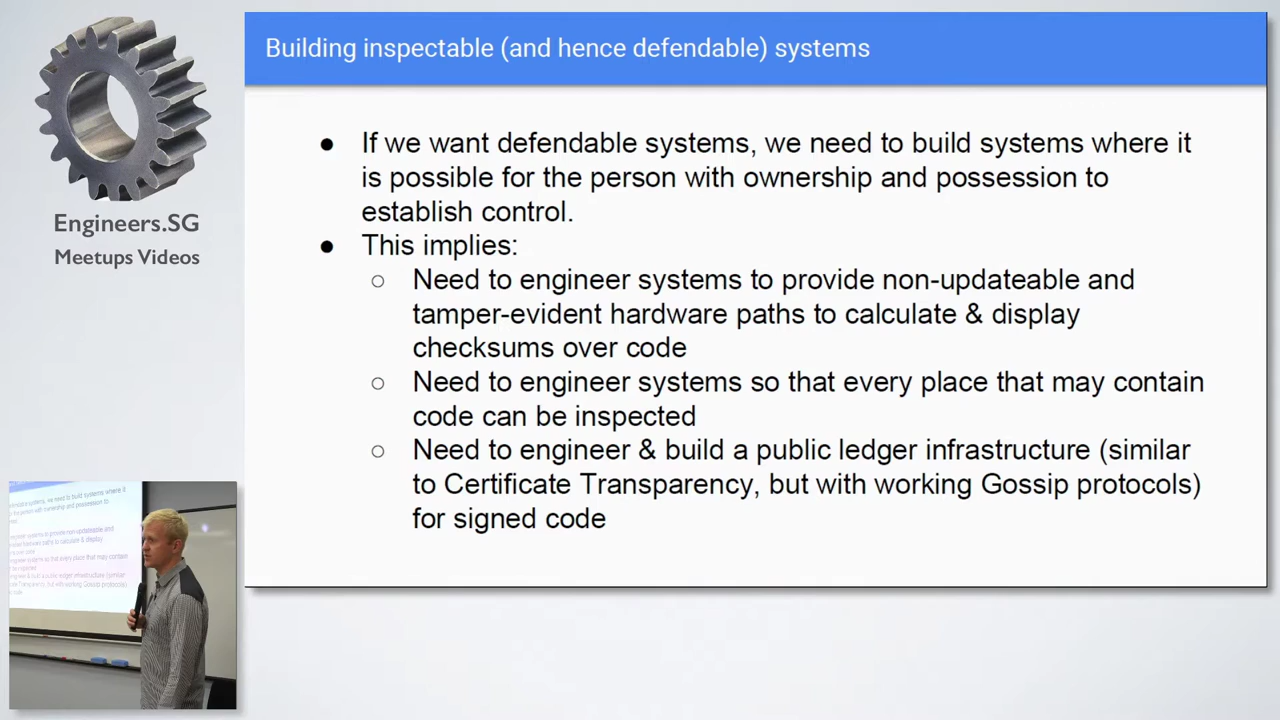 Building inspectable (and hence defendable) systems
● If we want defendable systems, we need to build systems where it
is possible for the person with ownership and possession to
establish control.
● This implies:
○ Need to engineer systems to provide non-updateable and
tamper-evident hardware paths to calculate & display
checksums over code
○ Need to engineer systems so that every place that may contain
code can be inspected
○ Need to engineer & build a public ledger infrastructure (similar
to Certificate Transparency, but with working Gossip protocols)
for signed code
Engineers.SG
Meetups Videos